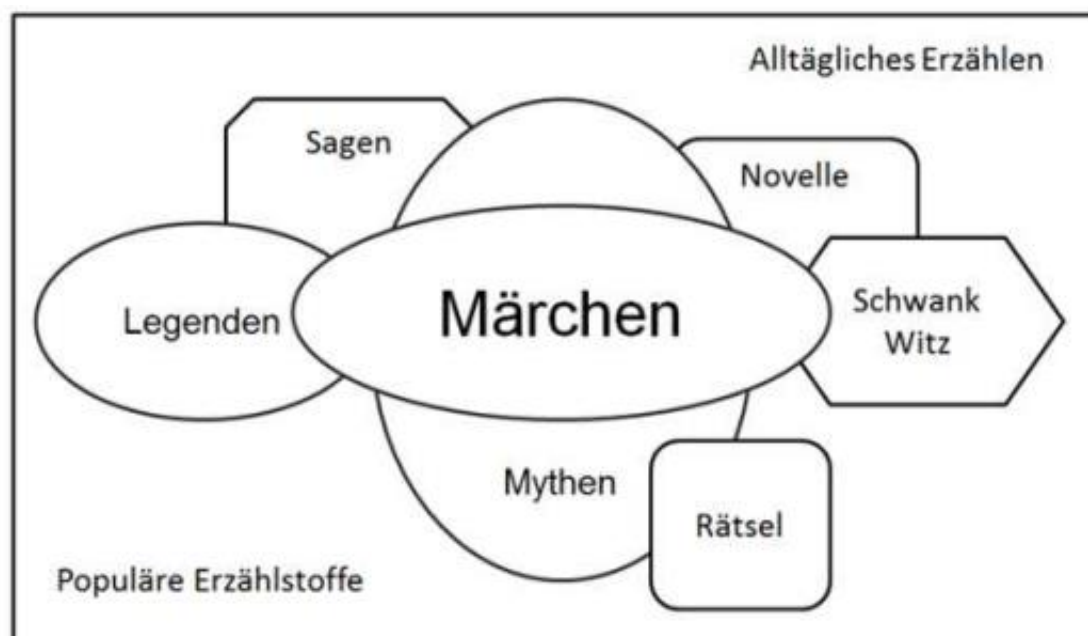 Alltägliches Erzählen
Sagen
Novelle
Legenden
Märchen
Schwank
Witz
Mythen
Rätsel
Populäre Erzählstoffe